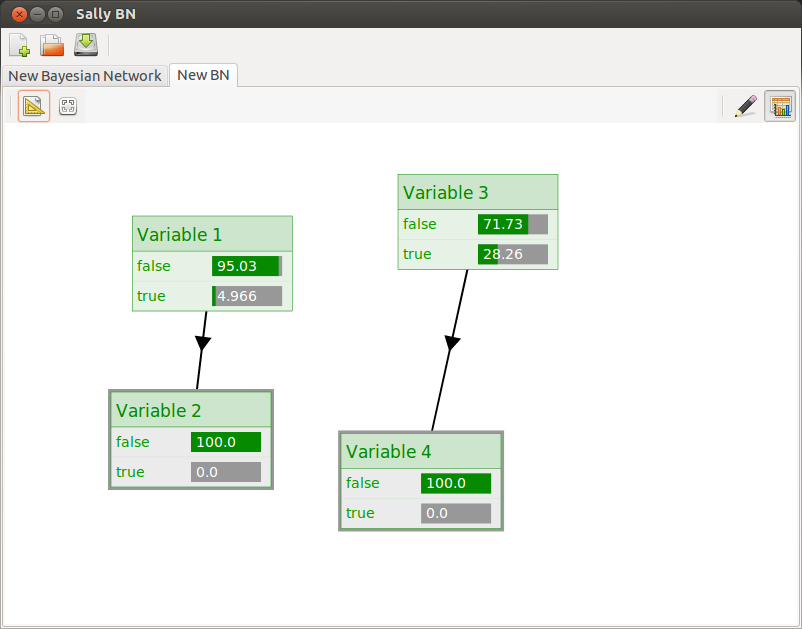 Sally BN
New Bayesian Network
New BN
Variable 1
false 95.03
true 4.966
Variable 3
false 71.73
true 28.26
Variable 2
false 100.0
true 0.0
Variable 4
false 100.0
true 0.0